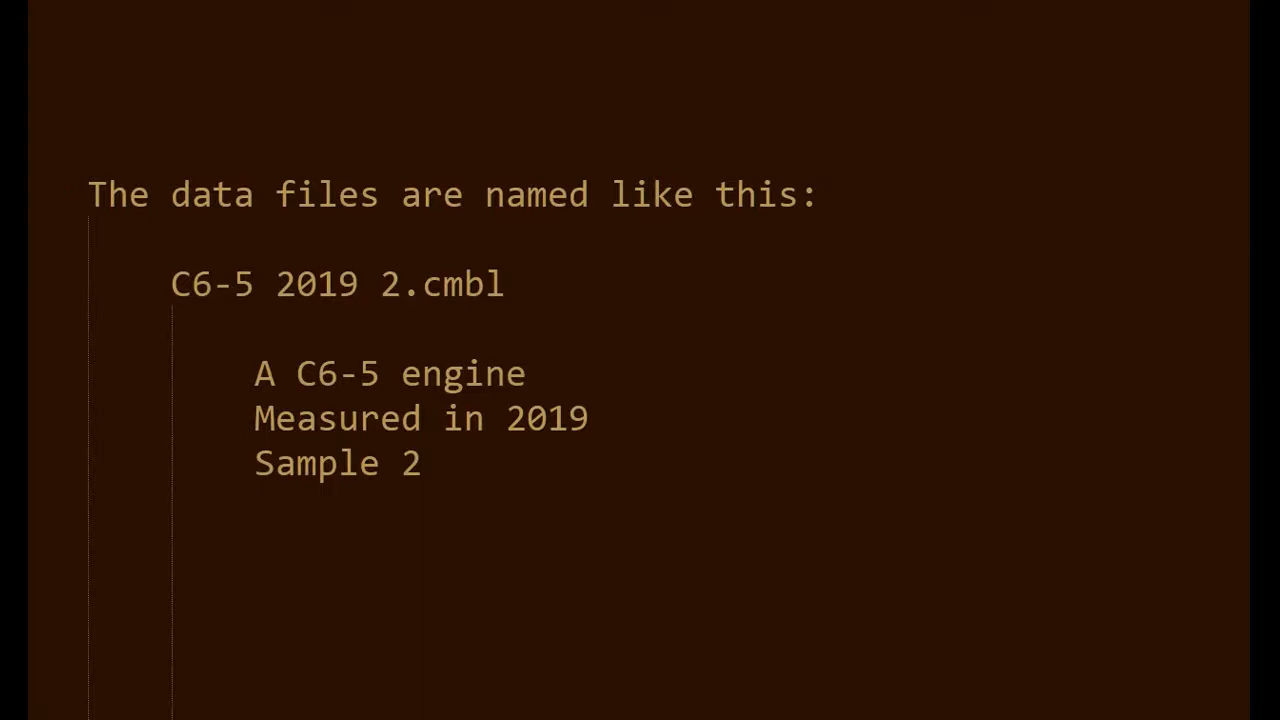 The data files are named like this:
C6-5 2019 2.cmbl
A C6-5 engine
Measured in 2019
Sample 2